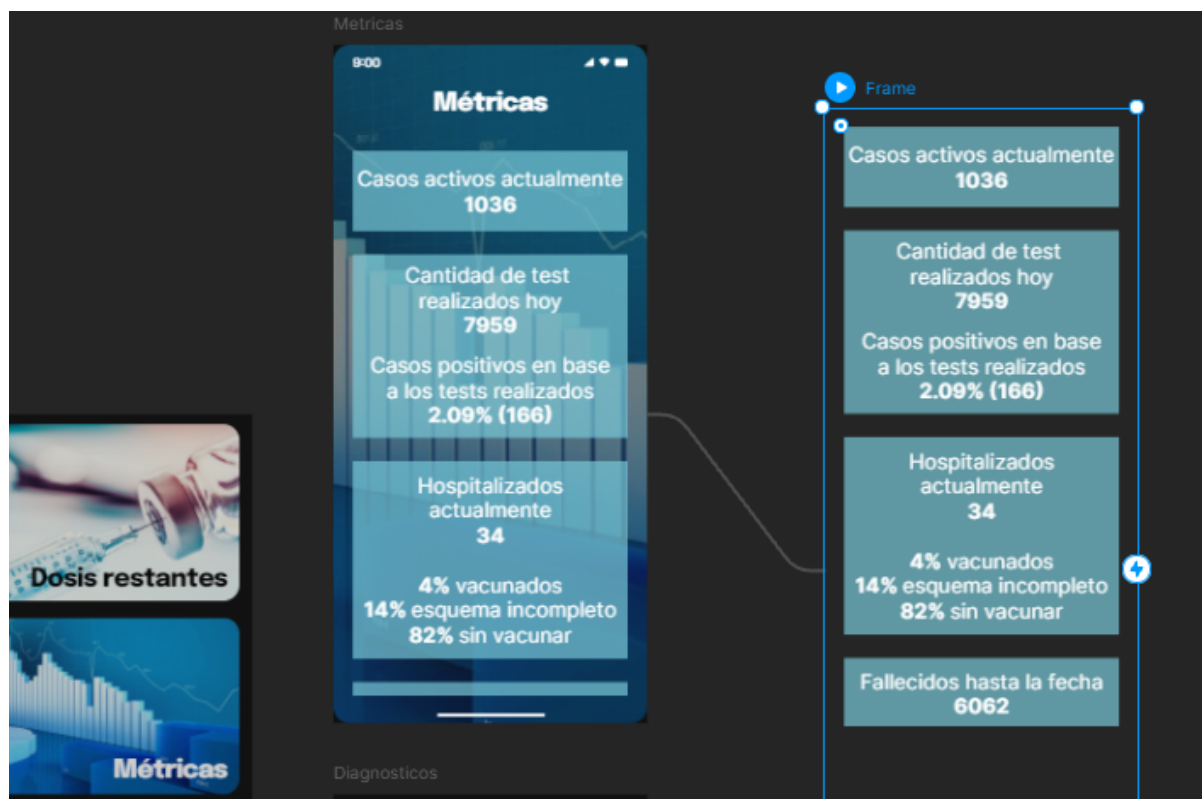 Metricas
9:00
Métricas
Casos activos actualmente
1036
Cantidad de test
realizados hoy
7959
Casos positivos en base
a los tests realizados
2.09% (166)
Hospitalizados
actualmente
34
4% vacunados
14% esquema incompleto
82% sin vacunar
Frame
Casos activos actualmente
1036
Cantidad de test
realizados hoy
7959
Casos positivos en base
a los tests realizados
2.09% (166)
Hospitalizados
actualmente
34
4% vacunados
14% esquema incompleto
82% sin vacunar
Fallecidos hasta la fecha
6062
Dosis restantes
Métricas
Diagnosticos